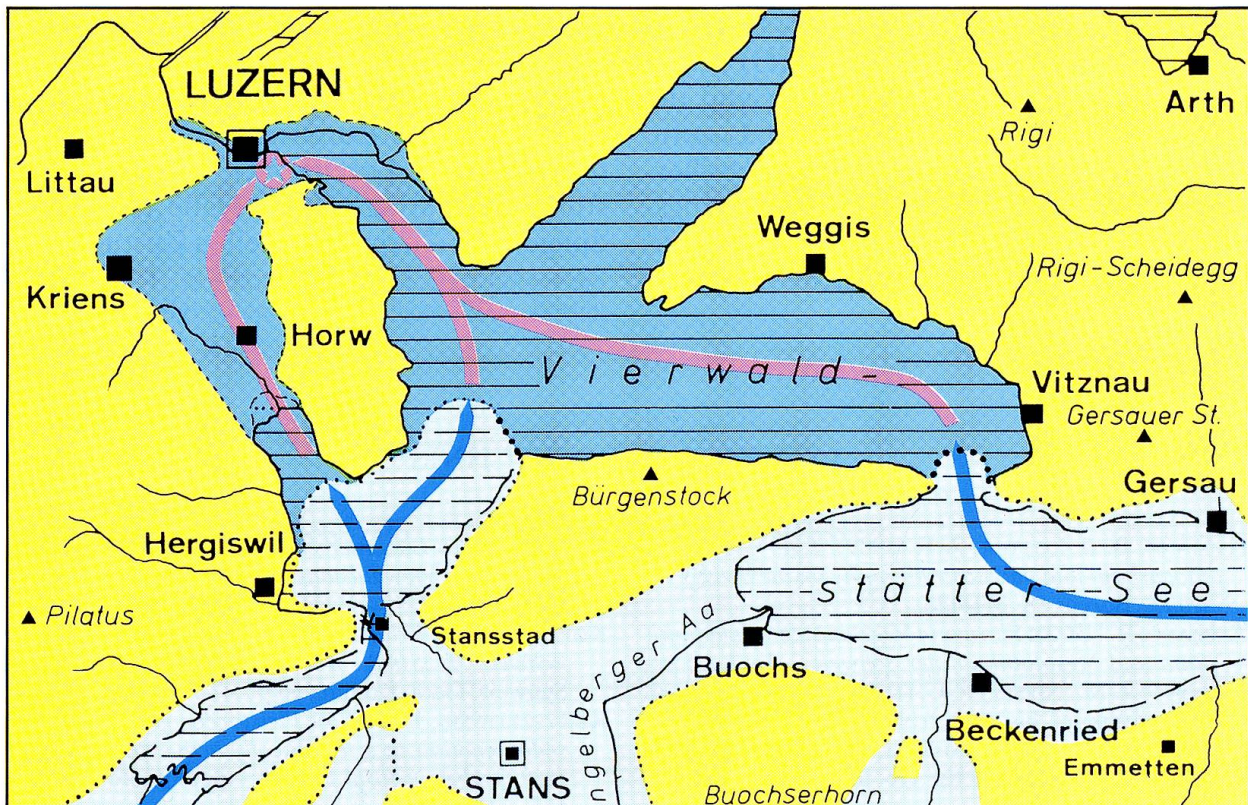 LUZERN
Littau
Kriens
Horw
Hergiswil
Pilatus
Stansstad
STANS
Bürgenstock
ngelberger Aa
Buochs
Buochserhorn
Beckenried
Emmetten
Weggis
Vitznau
Rigi
Arth
Rigi-Scheidegg
Gersauer St.
Gersau
Vierwald-
stätter See